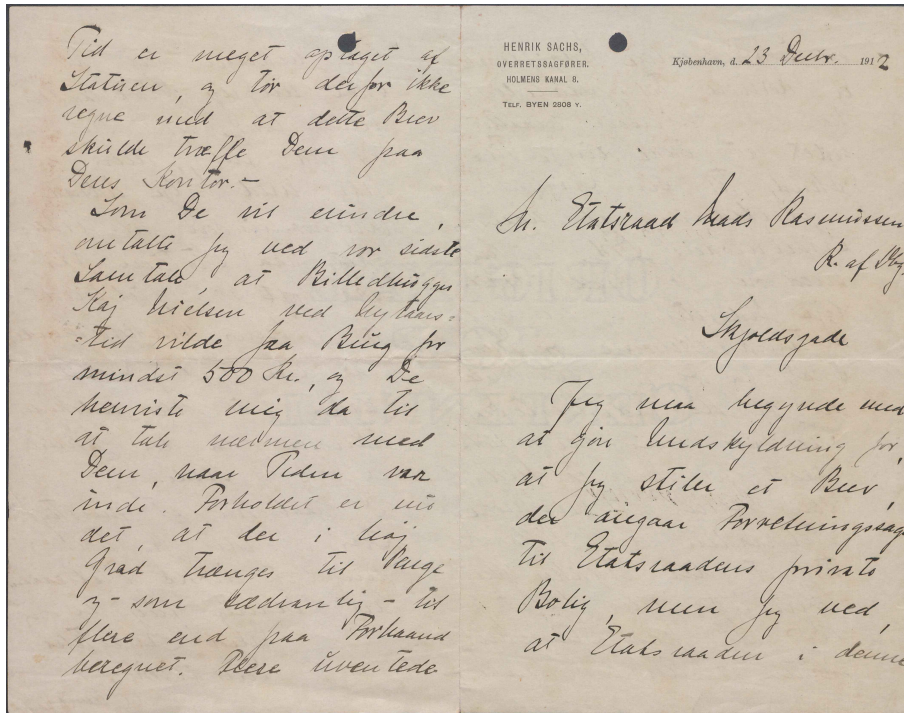 HENRIK SACHS,
OVERRETSSAGFØRER.
HOLMENS KANAL 8.
TELF. BYEN 2808 Y.
Kjøbenhavn, d. 23 Decbr. 1912
Hr. Etatsraad Mads Rasmussen
R. af Dbg.
Skjoldsgade
Jeg maa begynde med
at gøre Undskyldning for,
at jeg stiler et Brev,
der angaar Forretningssag
til Etatsraadens private
Bolig, men jeg ved,
at Etatsraaden i denne
Tid er meget optaget af
Statuen, og tør derfor ikke
regne med at dette Brev
skulde træffe Dem paa
Deres Kontor.-
Som De vil erindre,
omtalte jeg ved vor sidste
Samtale, at Billedhugger
Kaj Nielsen ved Nytaars=
=tid vilde faa Brug for
mindst 500 Kr., og De
henviste mig da til
at tale nærmere med
Dem, naar Tiden var
inde. Forholdet er nu
det, at der i høj
Grad trænges til Penge
og - som sædvanlig - til
flere end paa Forhaand
beregnet. Disse uventede